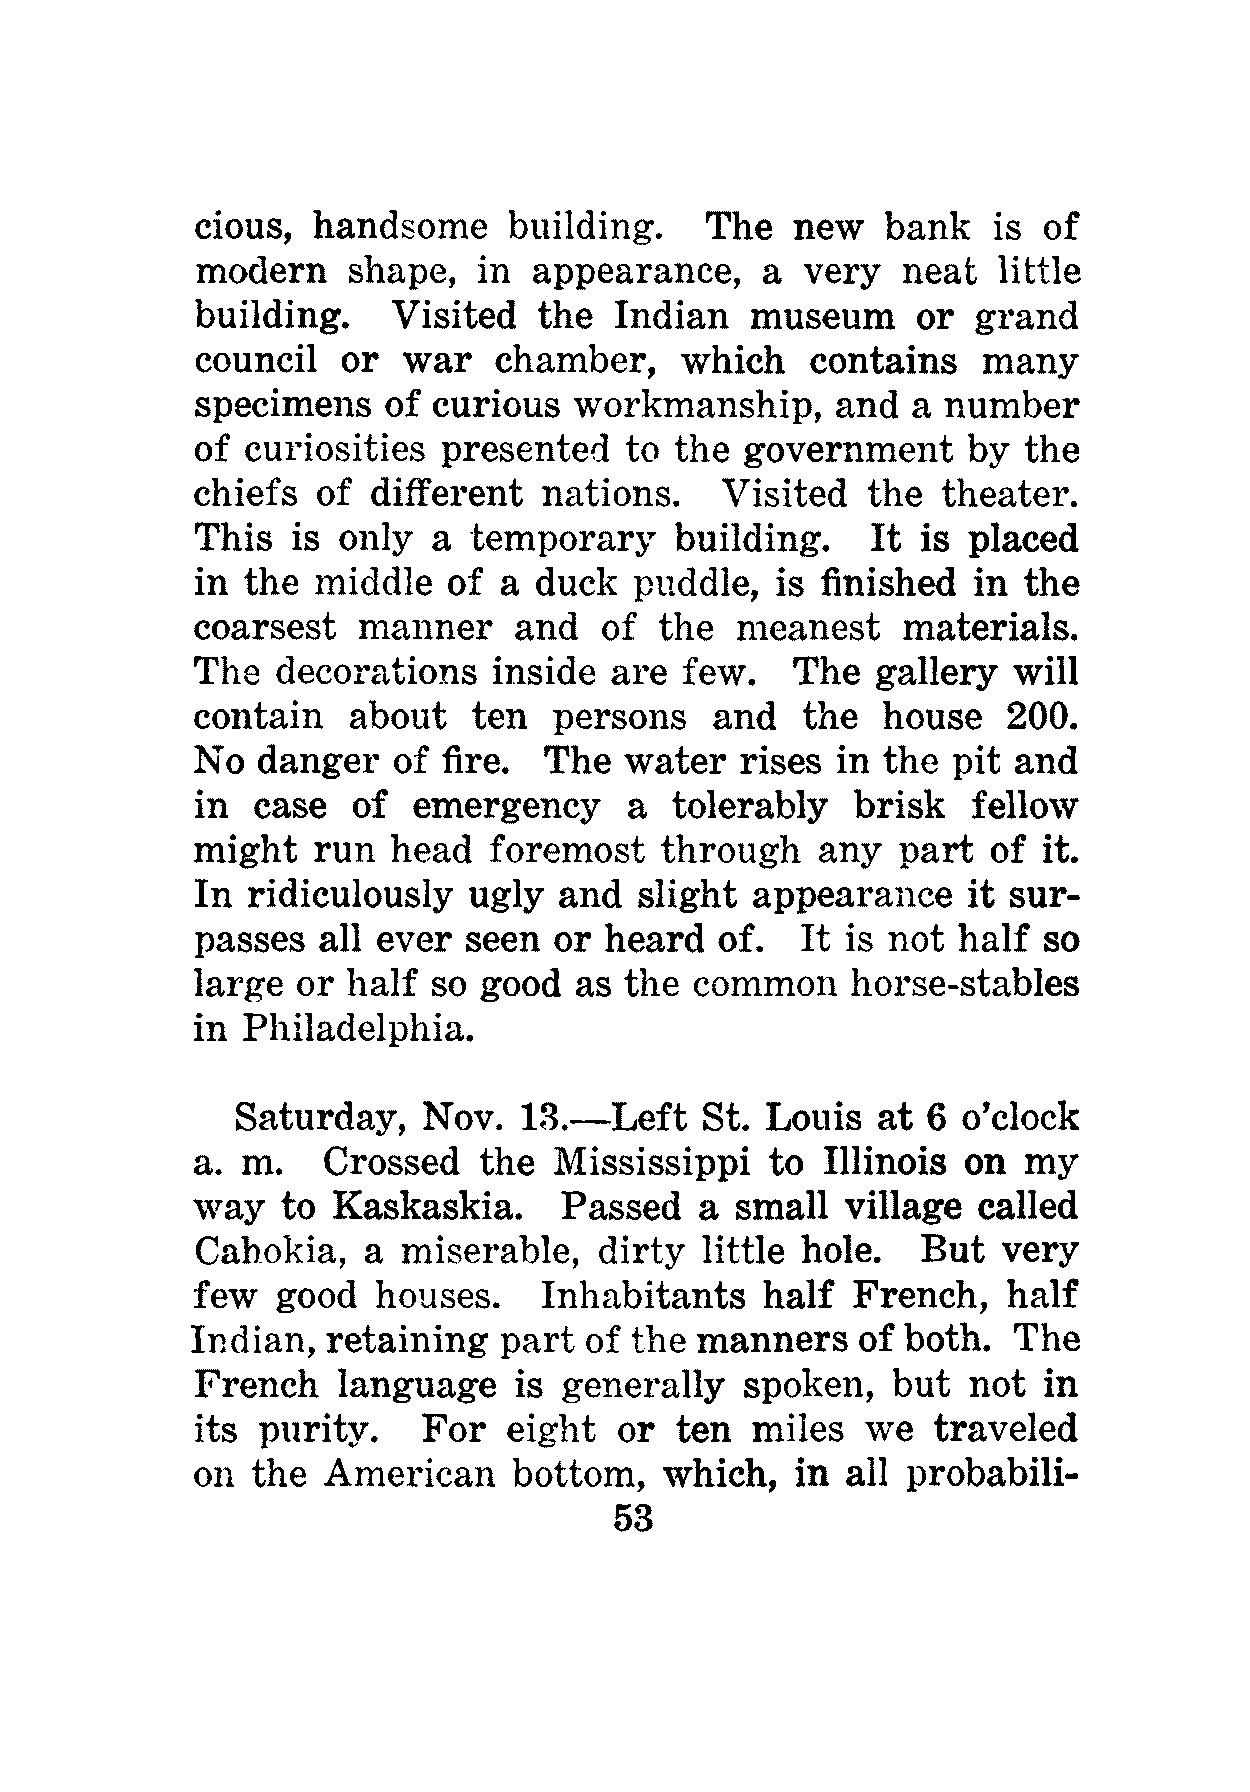 cious, handsome building. The new bank is of
modern shape, in appearance, a very neat little
building. Visited the Indian museum or grand
council or war chamber, which contains many
specimens of curious workmanship, and a number
of curiosities presented to the government by the
chiefs of different nations. Visited the theater.
This is only a temporary building. It is placed
in the middle of a duck puddle, is finished in the
coarsest manner and of the meanest materials.
The decorations inside are few. The gallery will
contain about ten persons and the house 200.
No danger of fire. The water rises in the pit and
in case of emergency a tolerably brisk fellow
might run head foremost through any part of it.
In ridiculously ugly and slight appearance it sur-
passes all ever seen or heard of. It is not half so
large or half so good as the common horse-stables
in Philadelphia.
Saturday, Nov. 13.—Left St. Louis at 6 o'clock
a. m. Crossed the Mississippi to Illinois on my
way to Kaskaskia. Passed a small village called
Cahokia, a miserable, dirty little hole. But very
few good houses. Inhabitants half French, half
Indian, retaining part of the manners of both. The
French language is generally spoken, but not in
its purity. For eight or ten miles we traveled
on the American bottom, which, in all probabili-
53